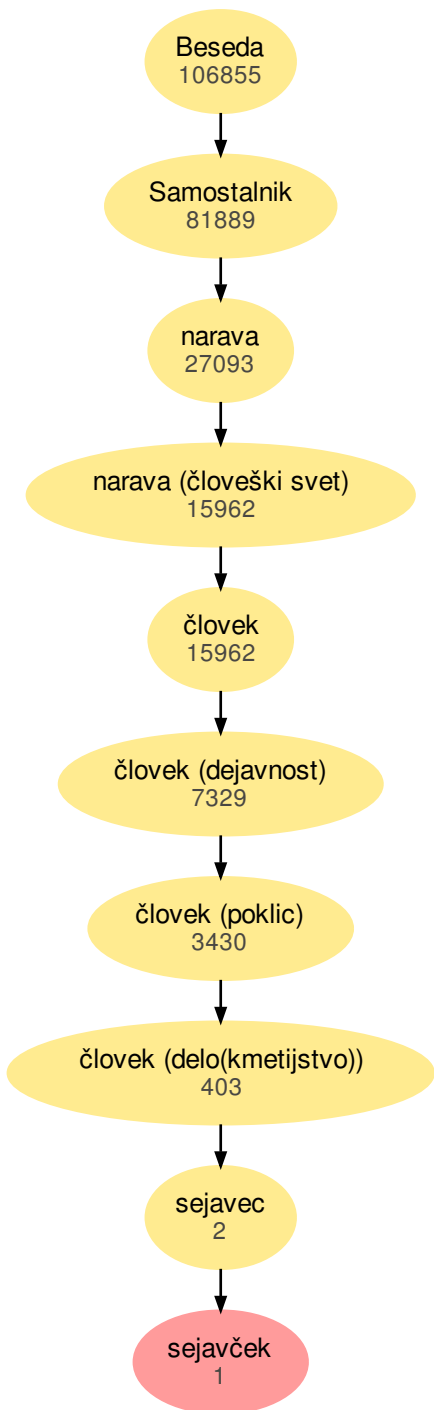 Beseda
106855
Samostalnik
81889
narava
27093
narava (človeški svet)
15962
človek
15962
človek (dejavnost)
7329
človek (poklic)
3430
človek (delo(kmetijstvo))
403
sejavec
2
sejavček
1